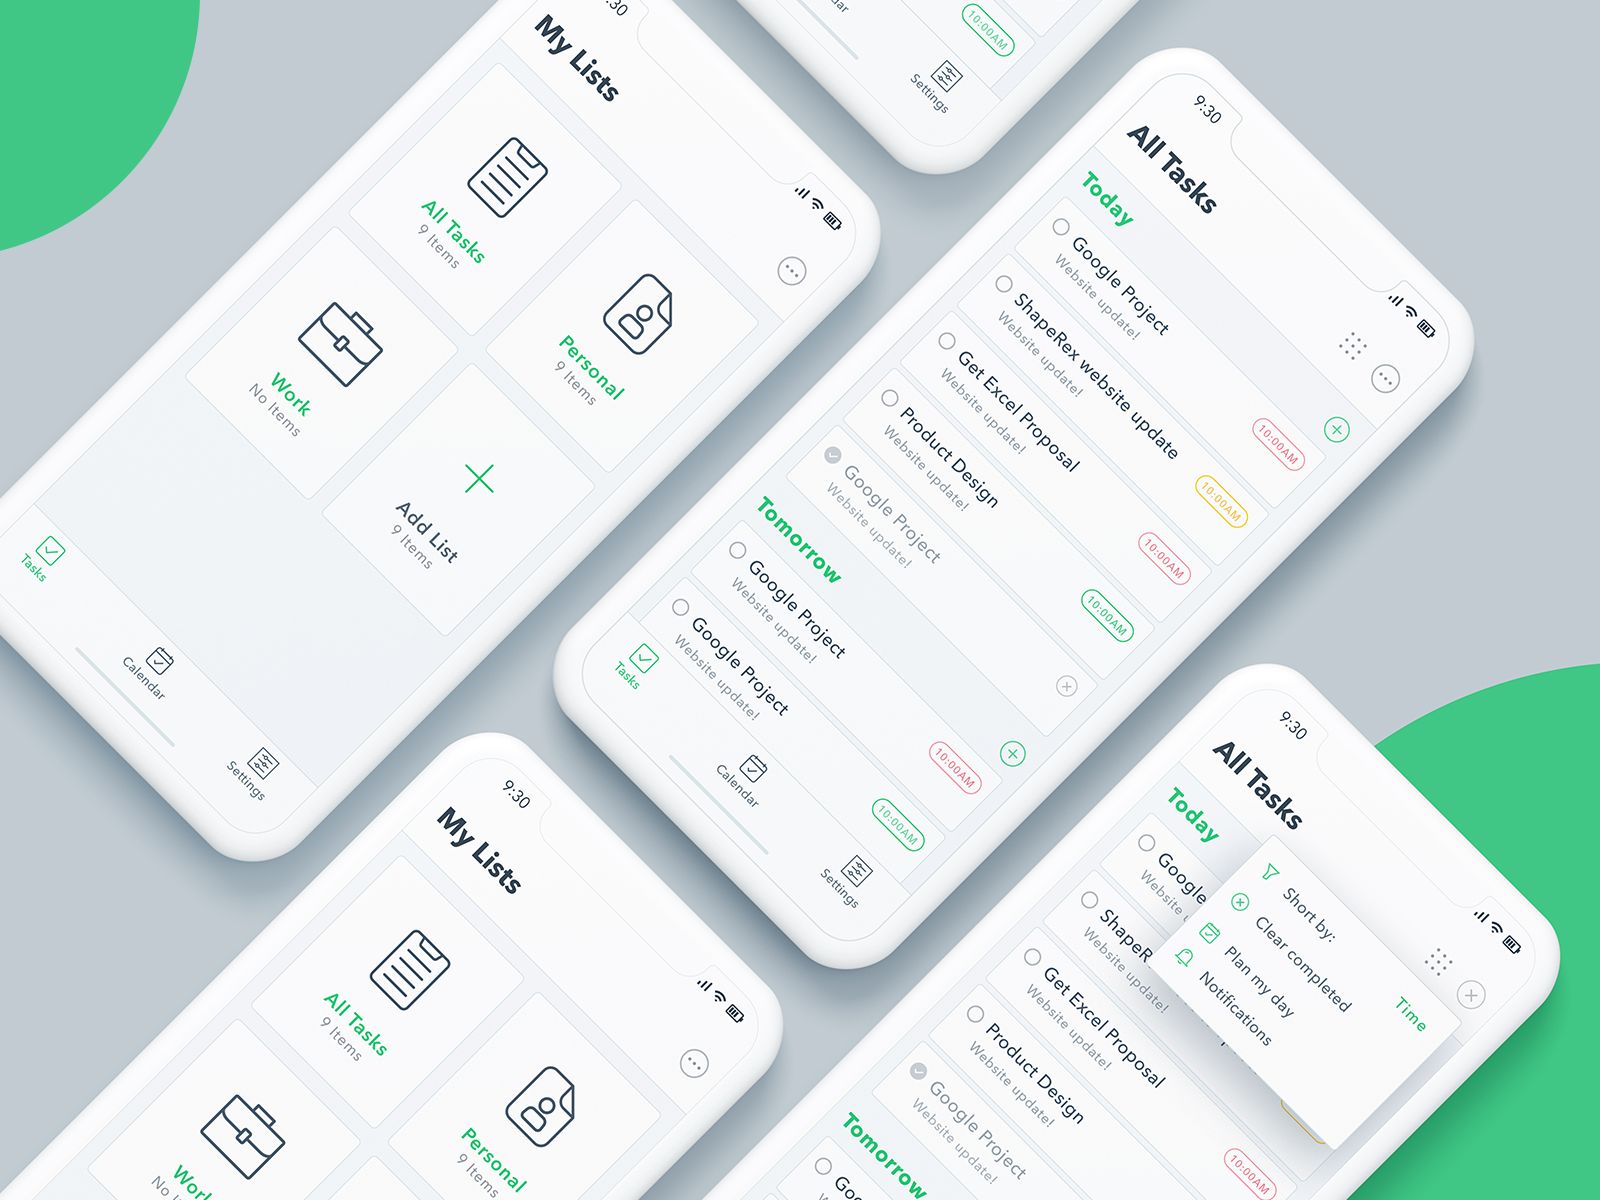 :30
My Lists
All Tasks
9 Items
Personal
9 Items
Work
No Items
Add List
9 Items
Tasks
Calendar
Settings
10:00AM
Settings
9:30
All Tasks
Today
Google Project
Website update!
10:00AM
ShapeRex website update
Website update!
10:00AM
Get Excel Proposal
Website update!
10:00AM
Product Design
Website update!
10:00AM
Google Project
Website update!
Tomorrow
Google Project
Website update!
10:00AM
Google Project
Website update!
10:00AM
Tasks
Calendar
Settings
9:30
My Lists
All Tasks
9 Items
Personal
9 Items
Work
No
9:30
All Tasks
Today
Google
Website
ShapeR
Website update!
Get Excel Proposal
Website update!
Product Design
Website update!
10:00AM
Google Project
Website update!
Tomorrow
Goo
Short by:
Time
Clear completed
Plan my day
Notifications